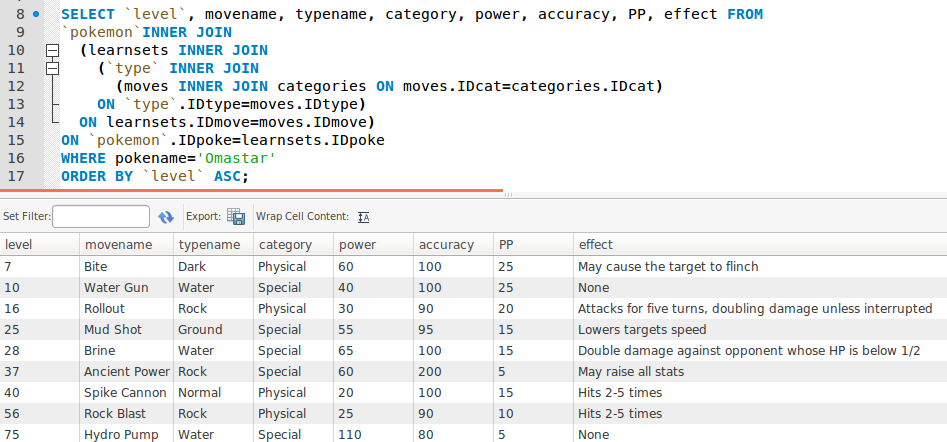 8 SELECT `level`, movename, typename, category, power, accuracy, PP, effect FROM
9 `pokemon`INNER JOIN
10 (learnsets INNER JOIN
11 (`type` INNER JOIN
12 (moves INNER JOIN categories ON moves.IDcat=categories.IDcat)
13 ON `type`.IDtype=moves.IDtype)
14 ON learnsets.IDmove=moves.IDmove)
15 ON `pokemon`.IDpoke=learnsets.IDpoke
16 WHERE pokename='Omastar'
17 ORDER BY `level` ASC;
Set Filter: Export: Wrap Cell Content:
level movename typename category power accuracy PP effect
7 Bite Dark Physical 60 100 25 May cause the target to flinch
10 Water Gun Water Special 40 100 25 None
16 Rollout Rock Physical 30 90 20 Attacks for five turns, doubling damage unless interrupted
25 Mud Shot Ground Special 55 95 15 Lowers targets speed
28 Brine Water Special 65 100 15 Double damage against opponent whose HP is below 1/2
37 Ancient Power Rock Special 60 200 5 May raise all stats
40 Spike Cannon Normal Physical 20 100 15 Hits 2-5 times
56 Rock Blast Rock Physical 25 90 10 Hits 2-5 times
75 Hydro Pump Water Special 110 80 5 None